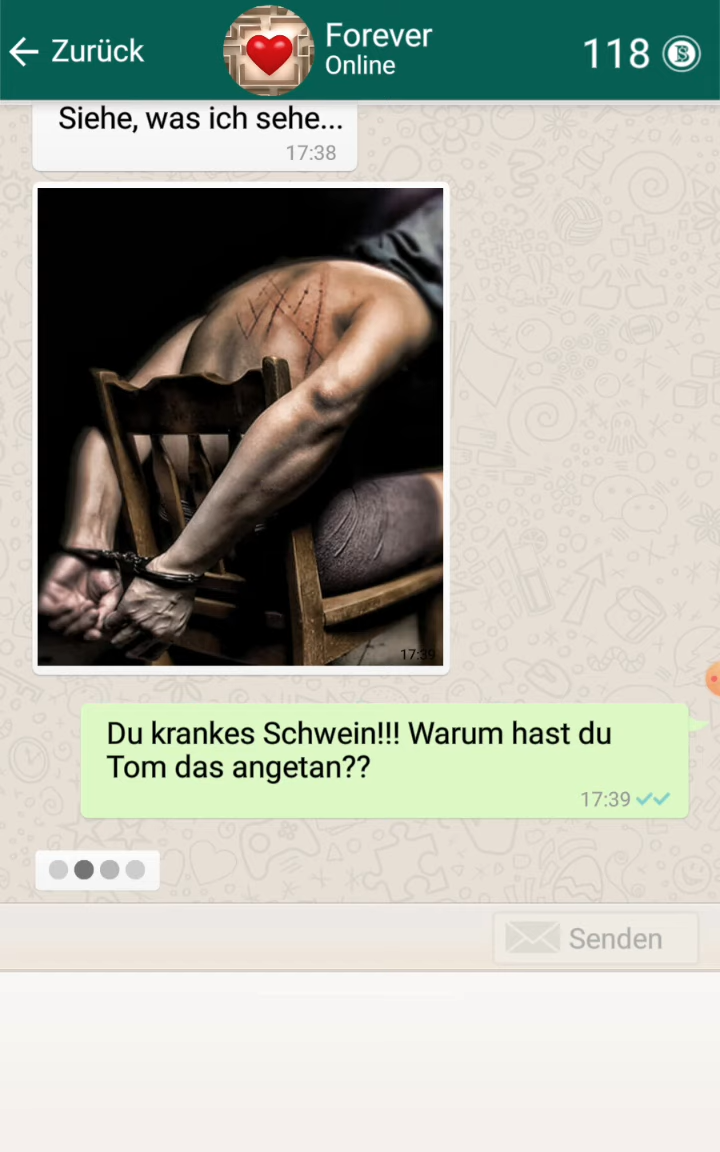 Zurück
Forever
Online
118
Siehe, was ich sehe...
17:38
17:39
Du krankes Schwein!!! Warum hast du
Tom das angetan??
17:39
Senden